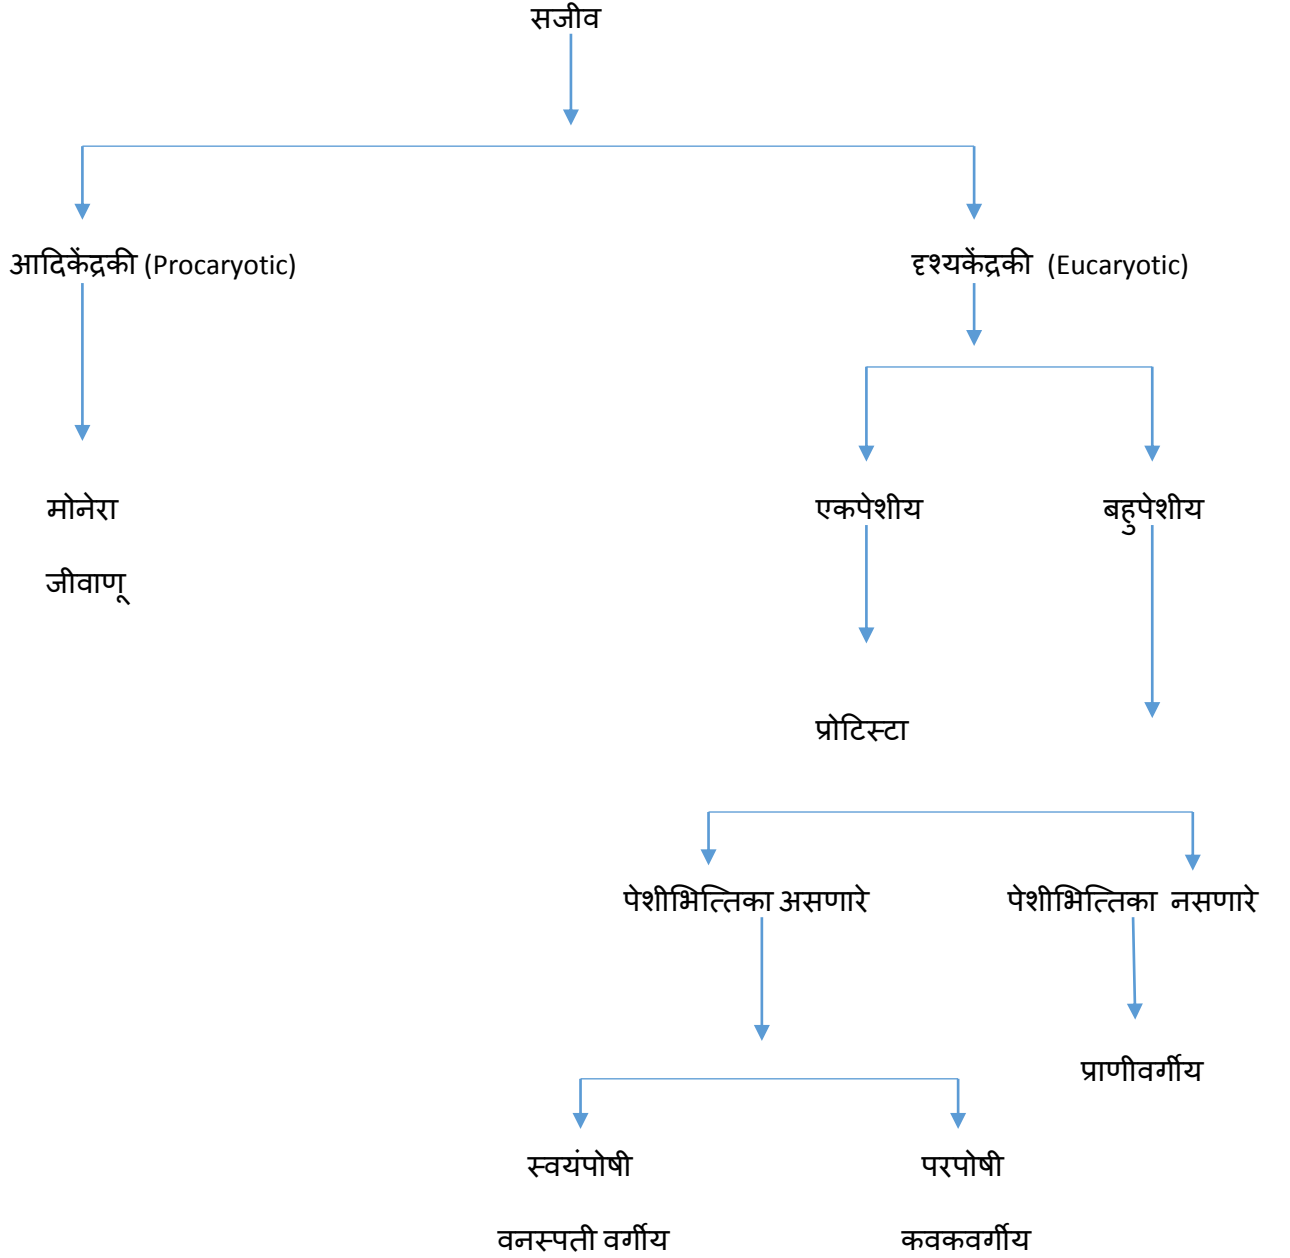 सजीव
आदिकेंद्रकी (Procaryotic)
दृश्यकेंद्रकी (Eucaryotic)
मोनेरा
एकपेशीय
बहुपेशीय
जीवाणू
प्रोटिस्टा
पेशीभित्तिका असणारे
पेशीभित्तिका नसणारे
प्राणीवर्गीय
स्वयंपोषी
परपोषी
वनस्पती वर्गीय
कवकवर्गीय